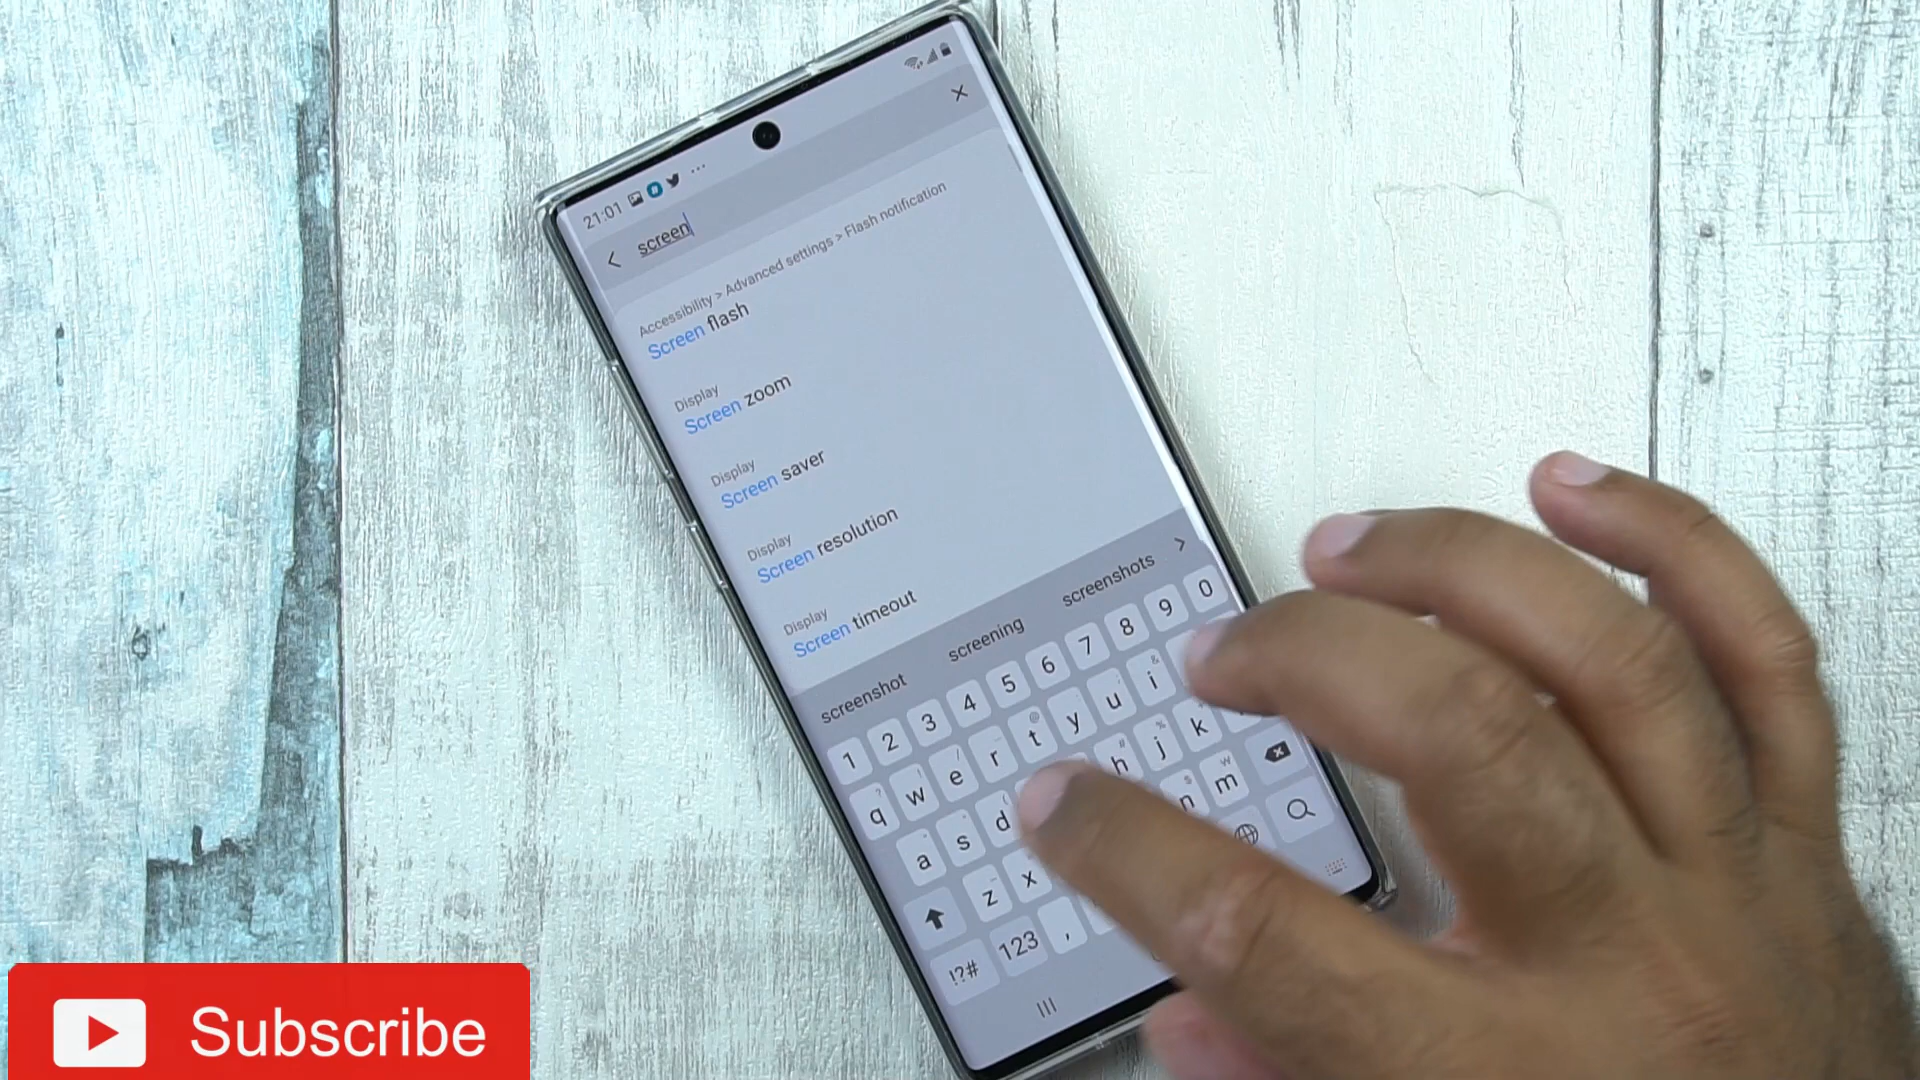 21:01
screen
Accessibility > Advanced settings > Flash notification
Screen flash
Display
Screen zoom
Display
Screen saver
Display
Screen resolution
Display
Screen timeout
screenshot screening screenshots
1 2 3 4 5 6 7 8 9 0
q w e r t y u i
a s d h j k
z x n m
!?# 123 ,
Subscribe